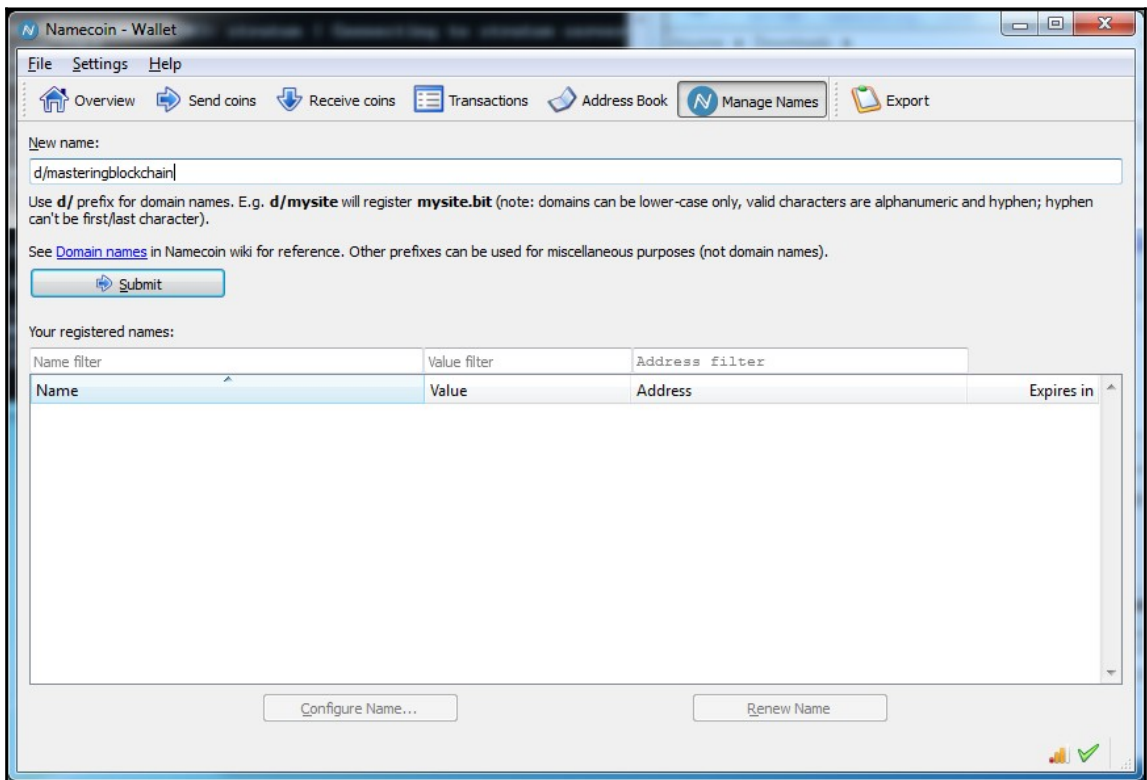 Namecoin - Wallet
File Settings Help
Overview Send coins Receive coins Transactions Address Book Manage Names Export
New name:
d/masteringblockchain
Use d/ prefix for domain names. E.g. d/mysite will register mysite.bit (note: domains can be lower-case only, valid characters are alphanumeric and hyphen; hyphen
can't be first/last character).
See Domain names in Namecoin wiki for reference. Other prefixes can be used for miscellaneous purposes (not domain names).
Submit
Your registered names:
Name filter Value filter Address filter
Name Value Address Expires in
Configure Name... Renew Name